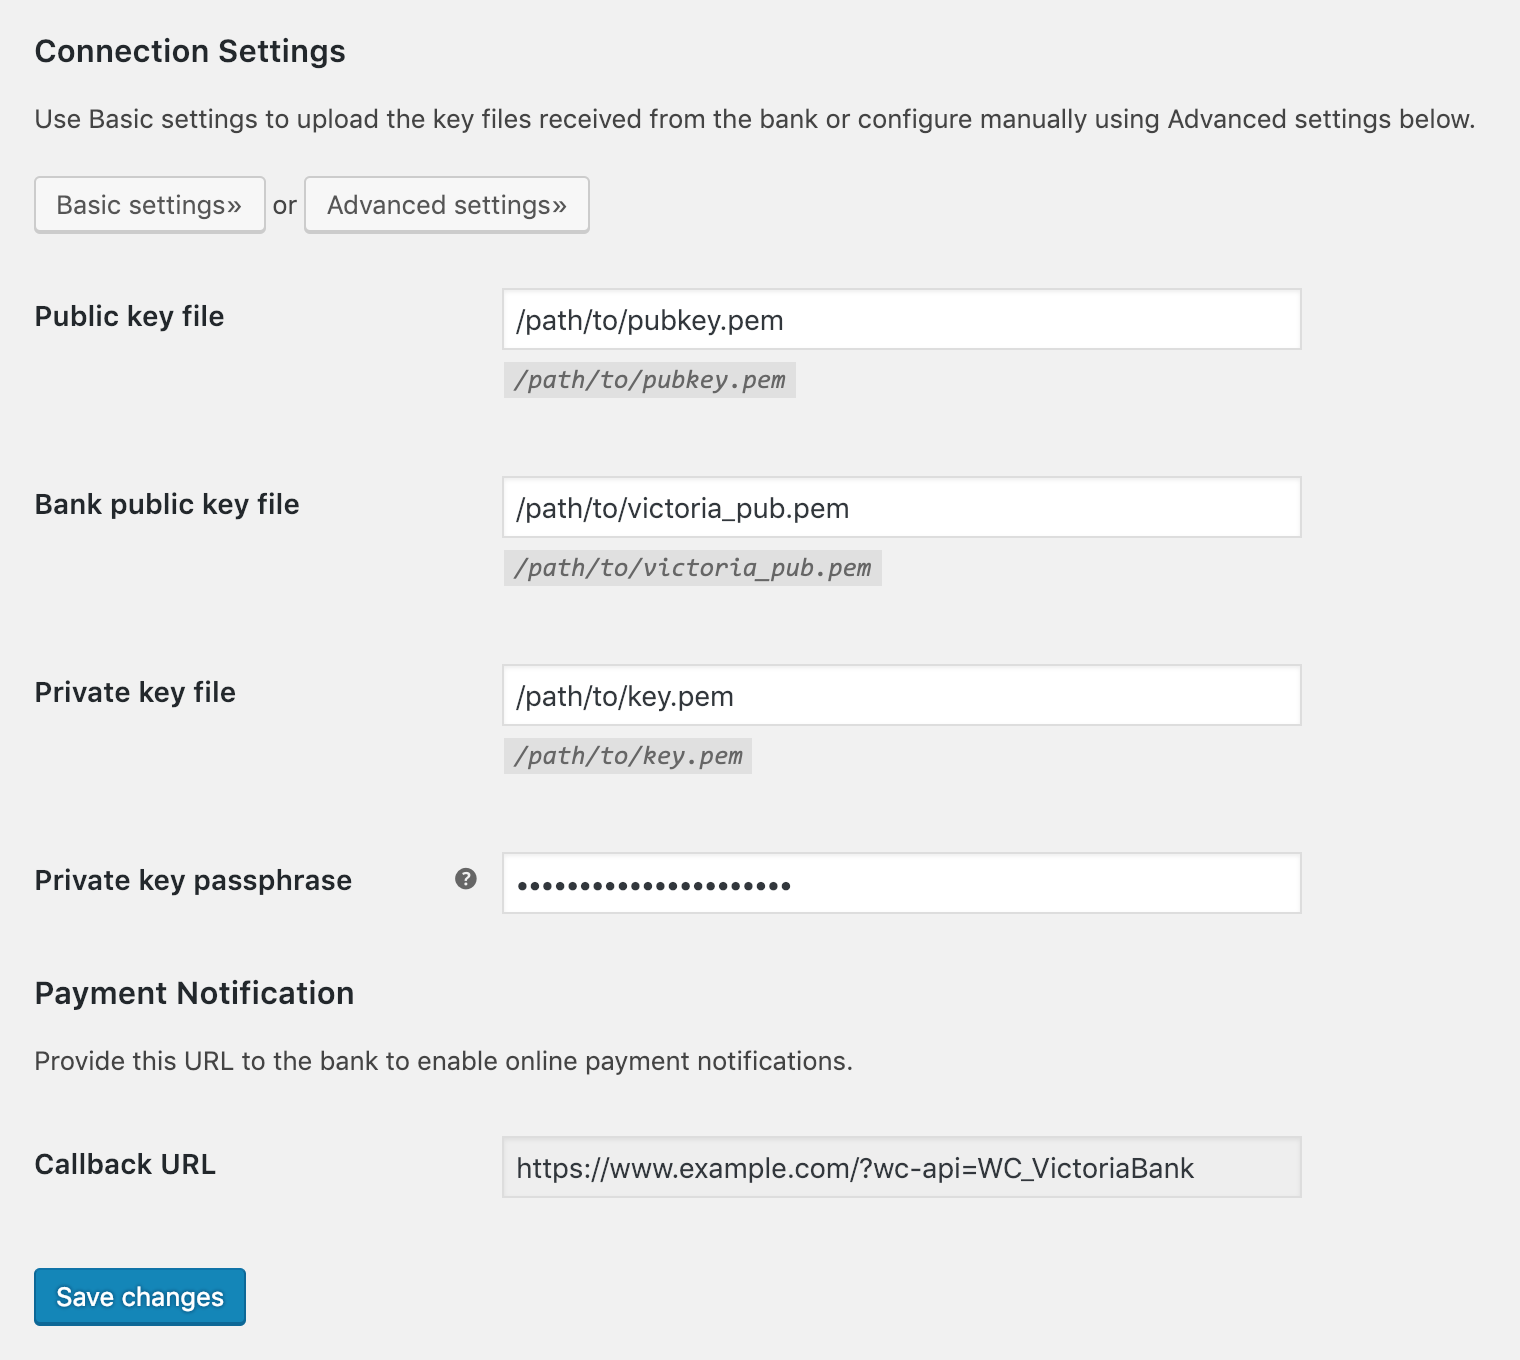 Connection Settings
Use Basic settings to upload the key files received from the bank or configure manually using Advanced settings below.
Basic settings» or Advanced settings»
Public key file
/path/to/pubkey.pem
/path/to/pubkey.pem
Bank public key file
/path/to/victoria_pub.pem
/path/to/victoria_pub.pem
Private key file
/path/to/key.pem
/path/to/key.pem
Private key passphrase ? ••••••••••••••••••••••
Payment Notification
Provide this URL to the bank to enable online payment notifications.
Callback URL
https://www.example.com/?wc-api=WC_VictoriaBank
Save changes